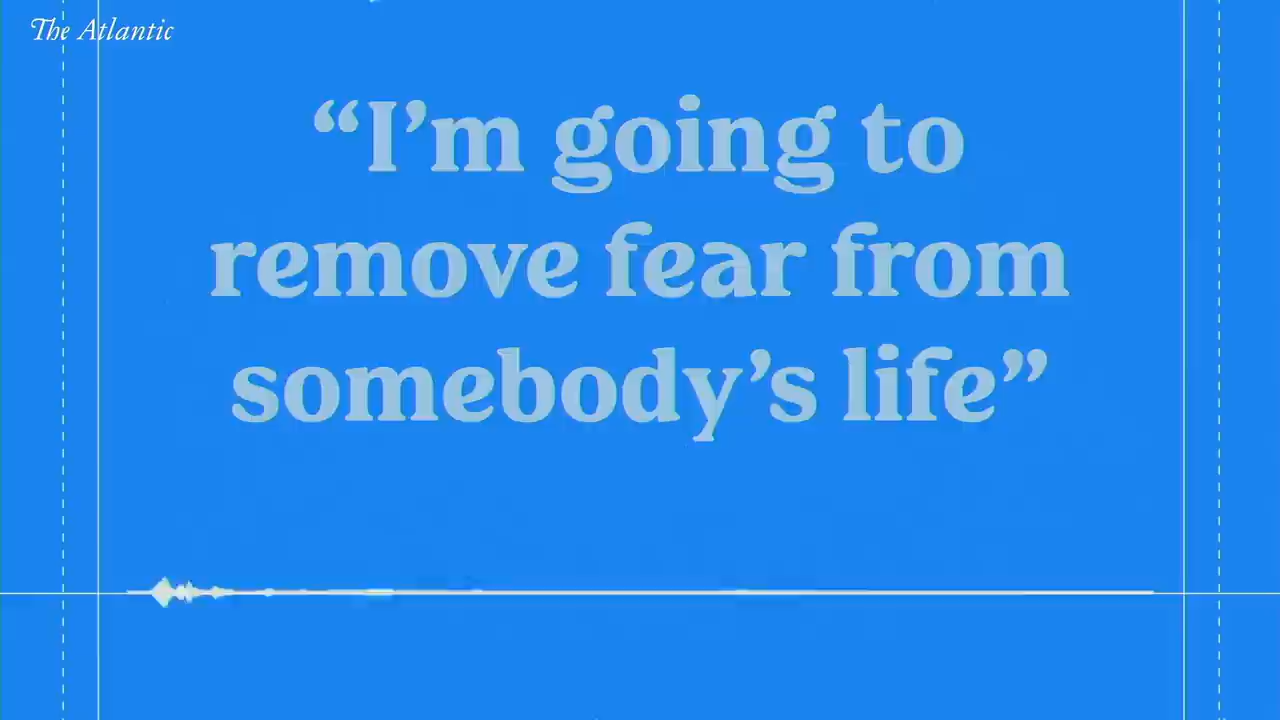 The Atlantic
“I’m going to
remove fear from
somebody’s life”